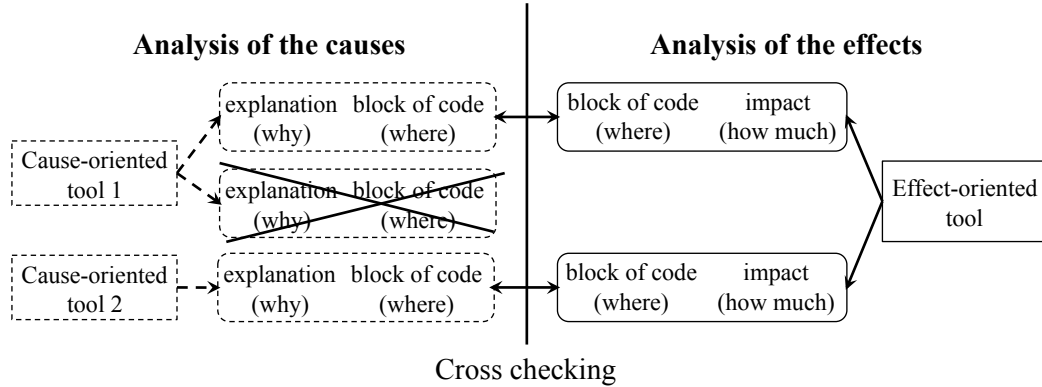 Analysis of the causes
Analysis of the effects
explanation block of code
(why) (where)
block of code impact
(where) (how much)
Cause-oriented
tool 1
explanation block of code
(why) (where)
Effect-oriented
tool
Cause-oriented
tool 2
explanation block of code
(why) (where)
block of code impact
(where) (how much)
Cross checking